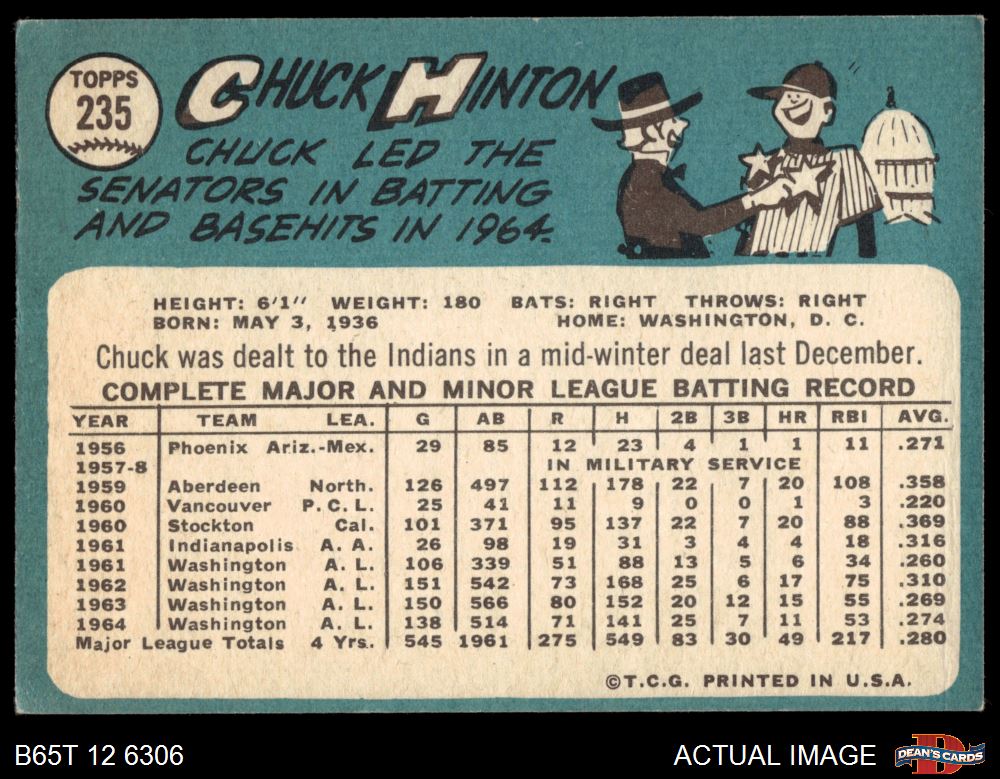 TOPPS
235
CHUCK HINTON
CHUCK LED THE
SENATORS IN BATTING
AND BASEHITS IN 1964.
HEIGHT: 6'1" WEIGHT: 180 BATS: RIGHT THROWS: RIGHT
BORN: MAY 3, 1936 HOME: WASHINGTON, D. C.
Chuck was dealt to the Indians in a mid-winter deal last December.
COMPLETE MAJOR AND MINOR LEAGUE BATTING RECORD
YEAR TEAM LEA. G AB R H 2B 3B HR RBI AVG.
1956 Phoenix Ariz.-Mex. 29 85 12 23 4 1 1 11 .271
1957-8 IN MILITARY SERVICE
1959 Aberdeen North. 126 497 112 178 22 7 20 108 .358
1960 Vancouver P.C.L. 25 41 11 9 0 0 1 3 .220
1960 Stockton Cal. 101 371 95 137 22 7 20 88 .369
1961 Indianapolis A. A. 26 98 19 31 3 4 4 18 .316
1961 Washington A. L. 106 339 51 88 13 5 6 34 .260
1962 Washington A. L. 151 542 73 168 25 6 17 75 .310
1963 Washington A. L. 150 566 80 152 20 12 15 55 .269
1964 Washington A. L. 138 514 71 141 25 7 11 53 .274
Major League Totals 4 Yrs. 545 1961 275 549 83 30 49 217 .280
©T.C.G. PRINTED IN U.S.A.
B65T 12 6306 ACTUAL IMAGE DEAN'S CARDS